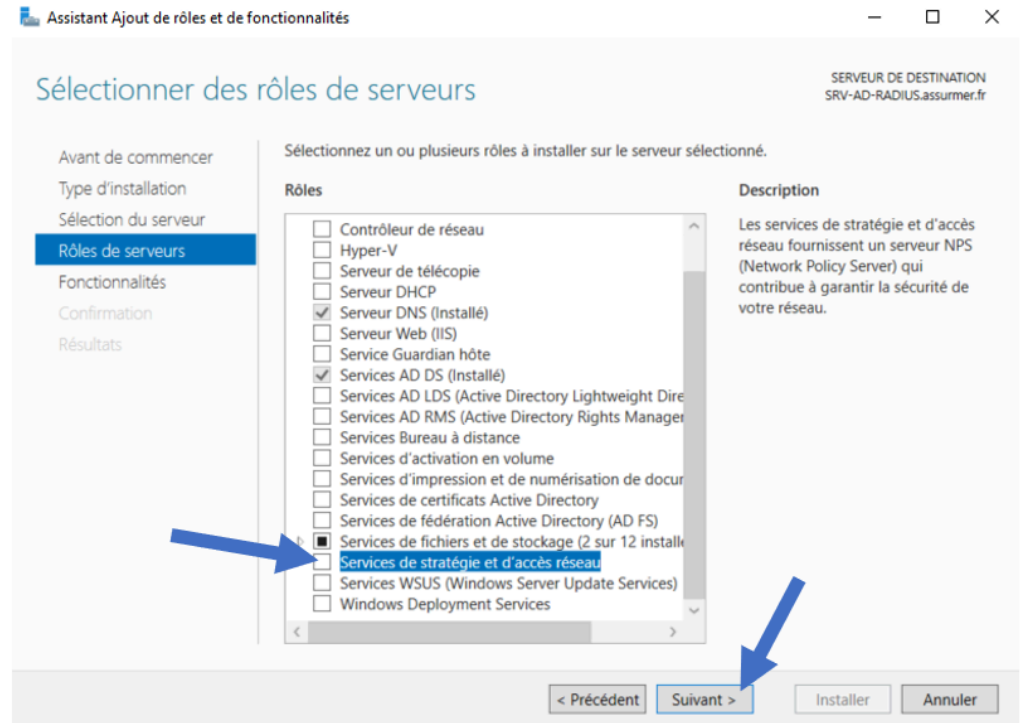 Assistant Ajout de rôles et de fonctionnalités
Sélectionner des rôles de serveurs
SERVEUR DE DESTINATION
SRV-AD-RADIUS.assurmer.fr
Avant de commencer
Type d'installation
Sélection du serveur
Rôles de serveurs
Fonctionnalités
Confirmation
Résultats
Sélectionnez un ou plusieurs rôles à installer sur le serveur sélectionné.
Rôles
Contrôleur de réseau
Hyper-V
Serveur de télécopie
Serveur DHCP
Serveur DNS (Installé)
Serveur Web (IIS)
Service Guardian hôte
Services AD DS (Installé)
Services AD LDS (Active Directory Lightweight Dire
Services AD RMS (Active Directory Rights Manager
Services Bureau à distance
Services d'activation en volume
Services d'impression et de numérisation de docur
Services de certificats Active Directory
Services de fédération Active Directory (AD FS)
Services de fichiers et de stockage (2 sur 12 installé
Services de stratégie et d'accès réseau
Services WSUS (Windows Server Update Services)
Windows Deployment Services
Description
Les services de stratégie et d'accès
réseau fournissent un serveur NPS
(Network Policy Server) qui
contribue à garantir la sécurité de
votre réseau.
< Précédent
Suivant >
Installer
Annuler